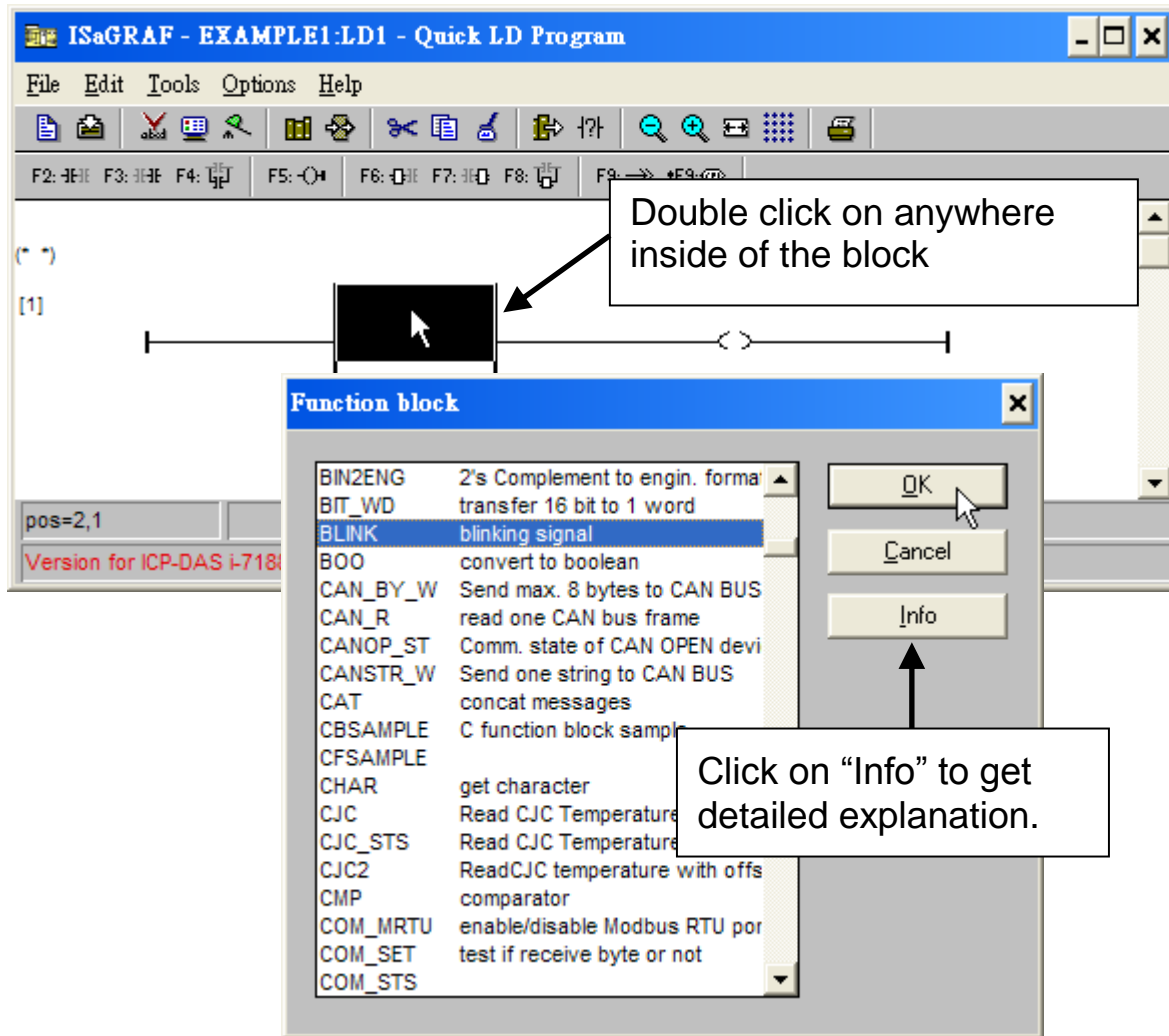 ISaGRAF - EXAMPLE1:LD1 - Quick LD Program
File Edit Tools Options Help
F2: F3: F4: F5: F6: F7: F8: F9:
Double click on anywhere
inside of the block
(* *)
[1]
Function block
BIN2ENG 2's Complement to engin. forma
BIT_WD transfer 16 bit to 1 word
BLINK blinking signal
BOO convert to boolean
CAN_BY_W Send max. 8 bytes to CAN BUS
CAN_R read one CAN bus frame
CANOP_ST Comm. state of CAN OPEN devi
CANSTR_W Send one string to CAN BUS
CAT concat messages
CBSAMPLE C function block sample
CFSAMPLE
CHAR get character
CJC Read CJC Temperature
CJC_STS Read CJC Temperature
CJC2 ReadCJC temperature with offs
CMP comparator
COM_MRTU enable/disable Modbus RTU por
COM_SET test if receive byte or not
COM_STS
OK
Cancel
Info
Click on “Info” to get
detailed explanation.
pos=2,1
Version for ICP-DAS i-7188